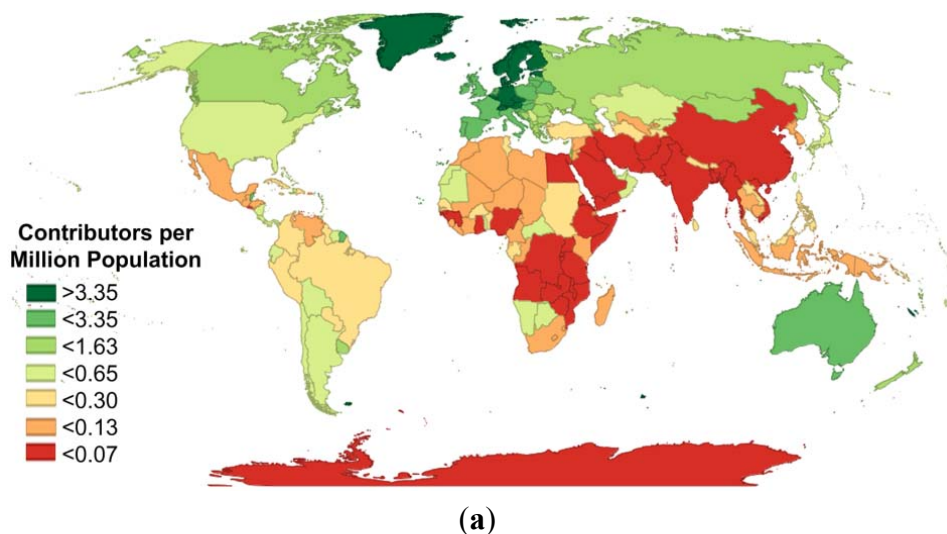 Contributors per
Million Population
>3.35
<3.35
<1.63
<0.65
<0.30
<0.13
<0.07
(a)